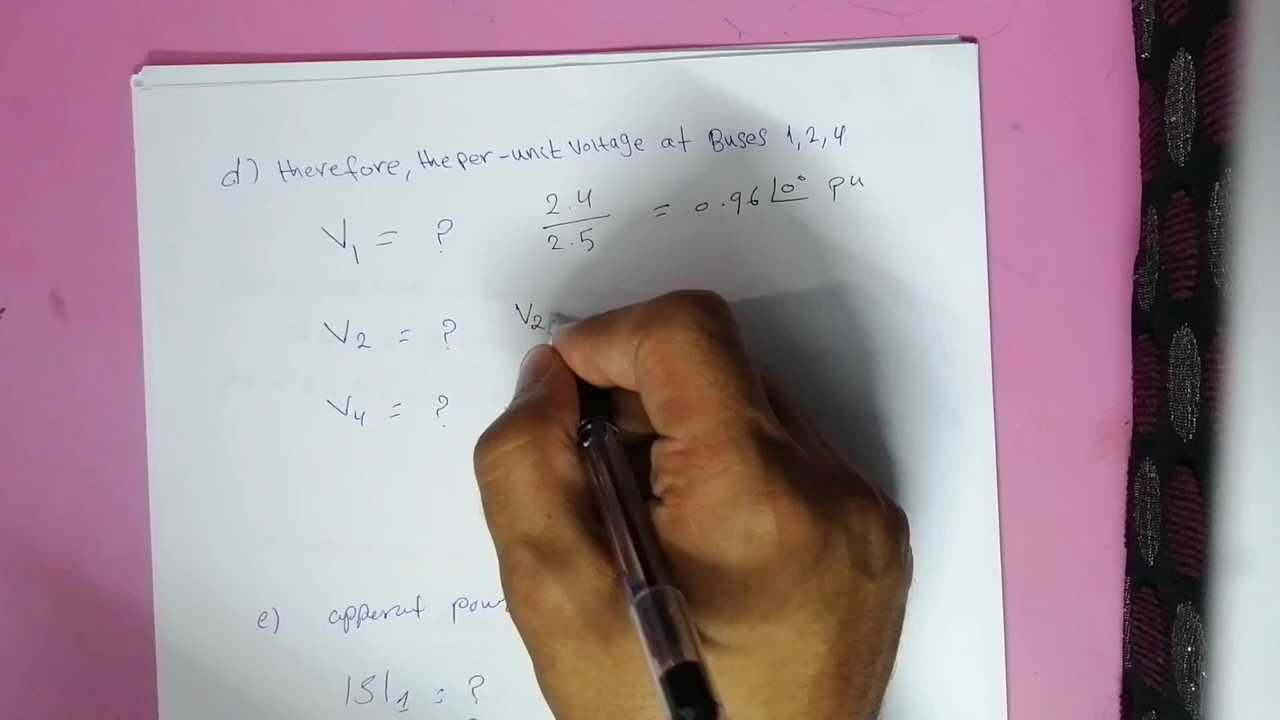 d) therefore, the per-unit voltage at Buses 1,2,4
V1 = ? 2.4/2.5 = 0.96∠0° pu
V2 = ? V2
V4 = ?
e) apperat pow
|S|1 = ?